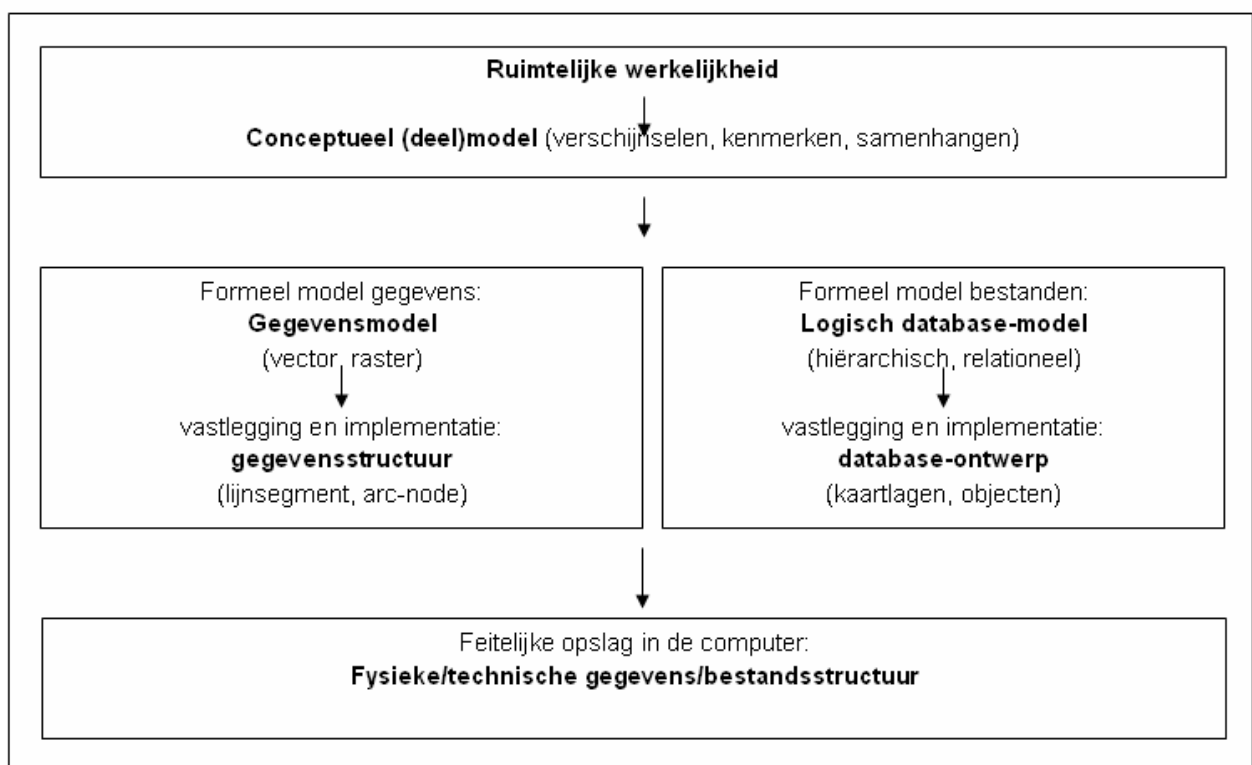 Ruimtelijke werkelijkheid
Conceptueel (deel)model (verschijnselen, kenmerken, samenhangen)
Formeel model gegevens:
Gegevensmodel
(vector, raster)
vastlegging en implementatie:
gegevensstructuur
(lijnsegment, arc-node)
Formeel model bestanden:
Logisch database-model
(hiërarchisch, relationeel)
vastlegging en implementatie:
database-ontwerp
(kaartlagen, objecten)
Feitelijke opslag in de computer:
Fysieke/technische gegevens/bestandsstructuur